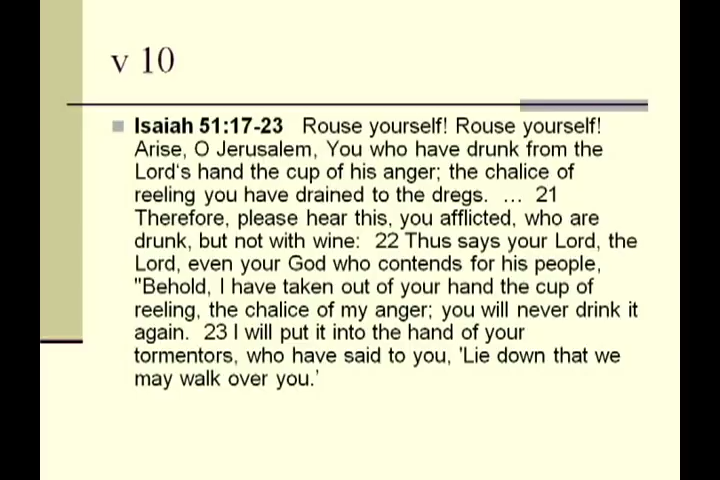 v 10
Isaiah 51:17-23 Rouse yourself! Rouse yourself!
Arise, O Jerusalem, You who have drunk from the
Lord's hand the cup of his anger; the chalice of
reeling you have drained to the dregs. ... 21
Therefore, please hear this, you afflicted, who are
drunk, but not with wine: 22 Thus says your Lord, the
Lord, even your God who contends for his people,
"Behold, I have taken out of your hand the cup of
reeling, the chalice of my anger; you will never drink it
again. 23 I will put it into the hand of your
tormentors, who have said to you, 'Lie down that we
may walk over you.'